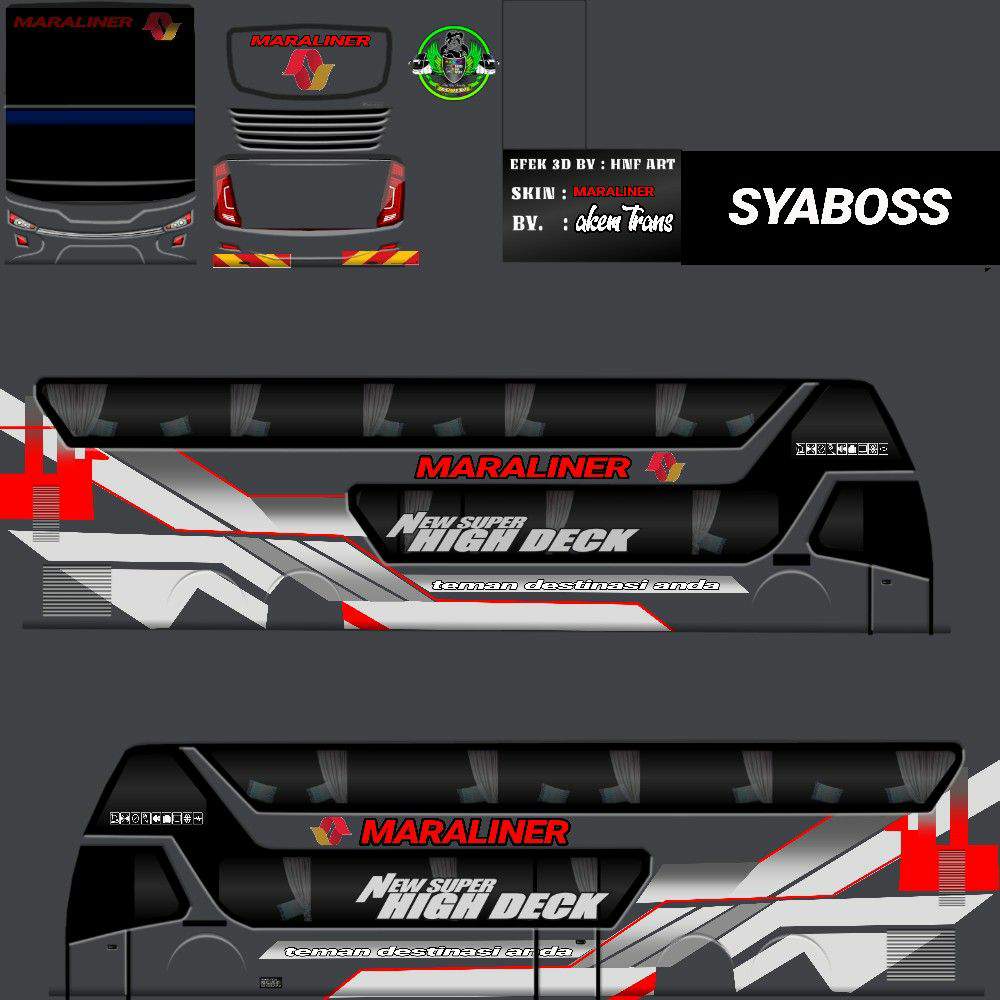 MARALINER
MARALINER
EFEK 3D BY : HNF ART
SKIN : MARALINER
BY. : akem Trans
SYABOSS
MARALINER
NEW SUPER
HIGH DECK
teman destinasi anda
MARALINER
NEW SUPER
HIGH DECK
teman destinasi anda